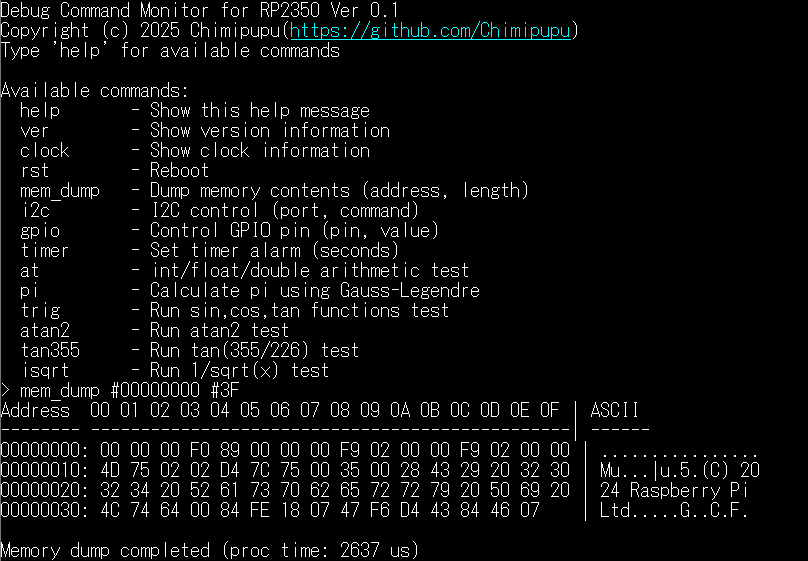 Debug Command Monitor for RP2350 Ver 0.1
Copyright (c) 2025 Chimipupu(https://github.com/Chimipupu)
Type 'help' for available commands

Available commands:
  help       - Show this help message
  ver        - Show version information
  clock      - Show clock information
  rst        - Reboot
  mem_dump   - Dump memory contents (address, length)
  i2c        - I2C control (port, command)
  gpio       - Control GPIO pin (pin, value)
  timer      - Set timer alarm (seconds)
  at         - int/float/double arithmetic test
  pi         - Calculate pi using Gauss-Legendre
  trig       - Run sin,cos,tan functions test
  atan2      - Run atan2 test
  tan355     - Run tan(355/226) test
  isqrt      - Run 1/sqrt(x) test
> mem_dump #00000000 #3F
Address  00 01 02 03 04 05 06 07 08 09 0A 0B 0C 0D 0E 0F | ASCII
-------- ------------------------------------------------| ------
00000000: 00 00 00 F0 89 00 00 00 F9 02 00 00 F9 02 00 00 | ................
00000010: 4D 75 02 02 D4 7C 75 00 35 00 28 43 29 20 32 30 | Mu...|u.5.(C) 20
00000020: 32 34 20 52 61 73 70 62 65 72 72 79 20 50 69 20 | 24 Raspberry Pi
00000030: 4C 74 64 00 84 FE 18 07 47 F6 D4 43 84 46 07    | Ltd.....G..C.F.

Memory dump completed (proc time: 2637 us)